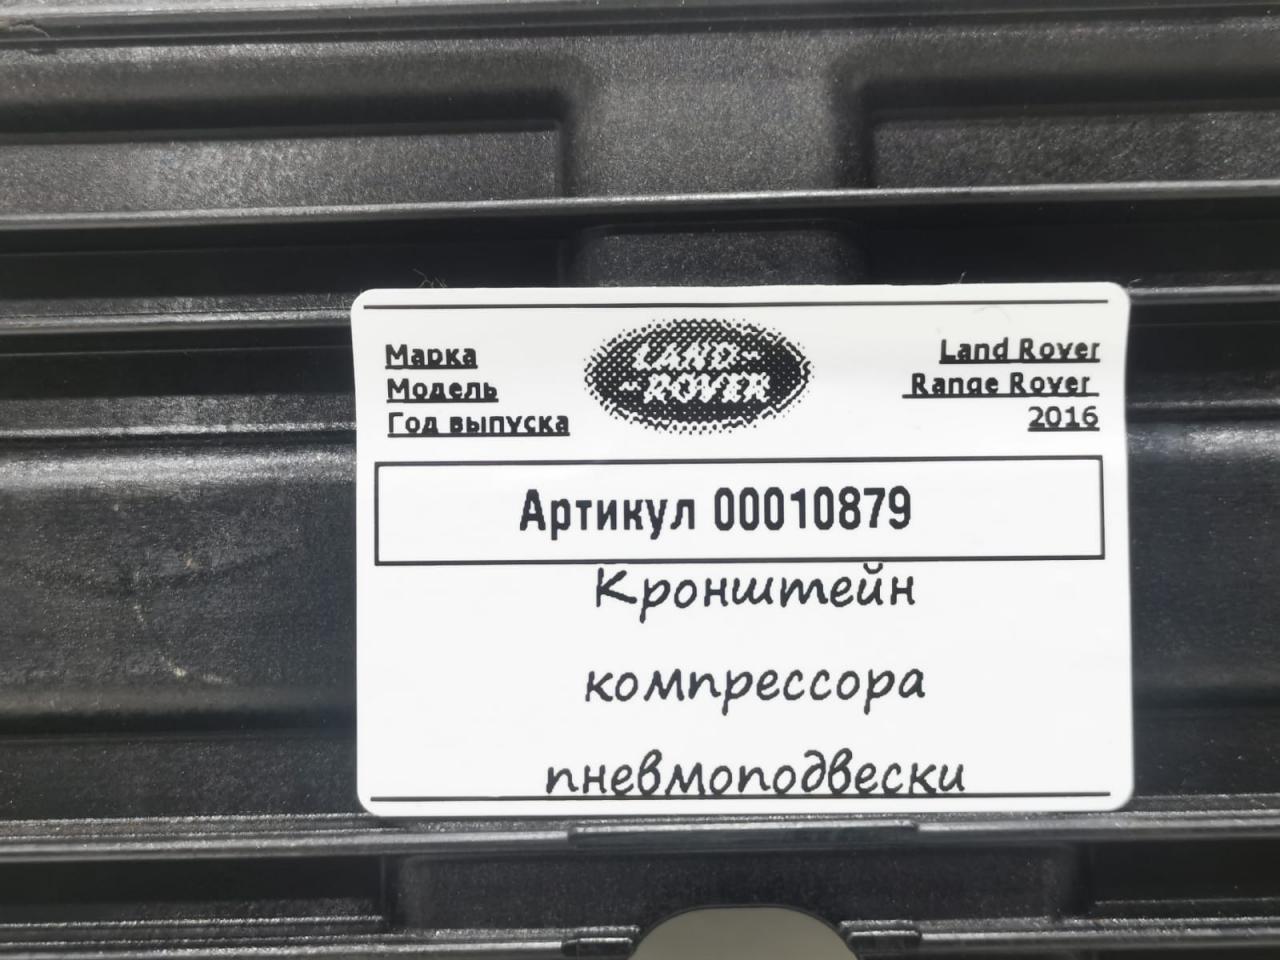 Марка
Модель
Год выпуска
LAND-
-ROVER
Land Rover
Range Rover
2016
Артикул 00010879
Кронштейн
компрессора
пневмоподвески